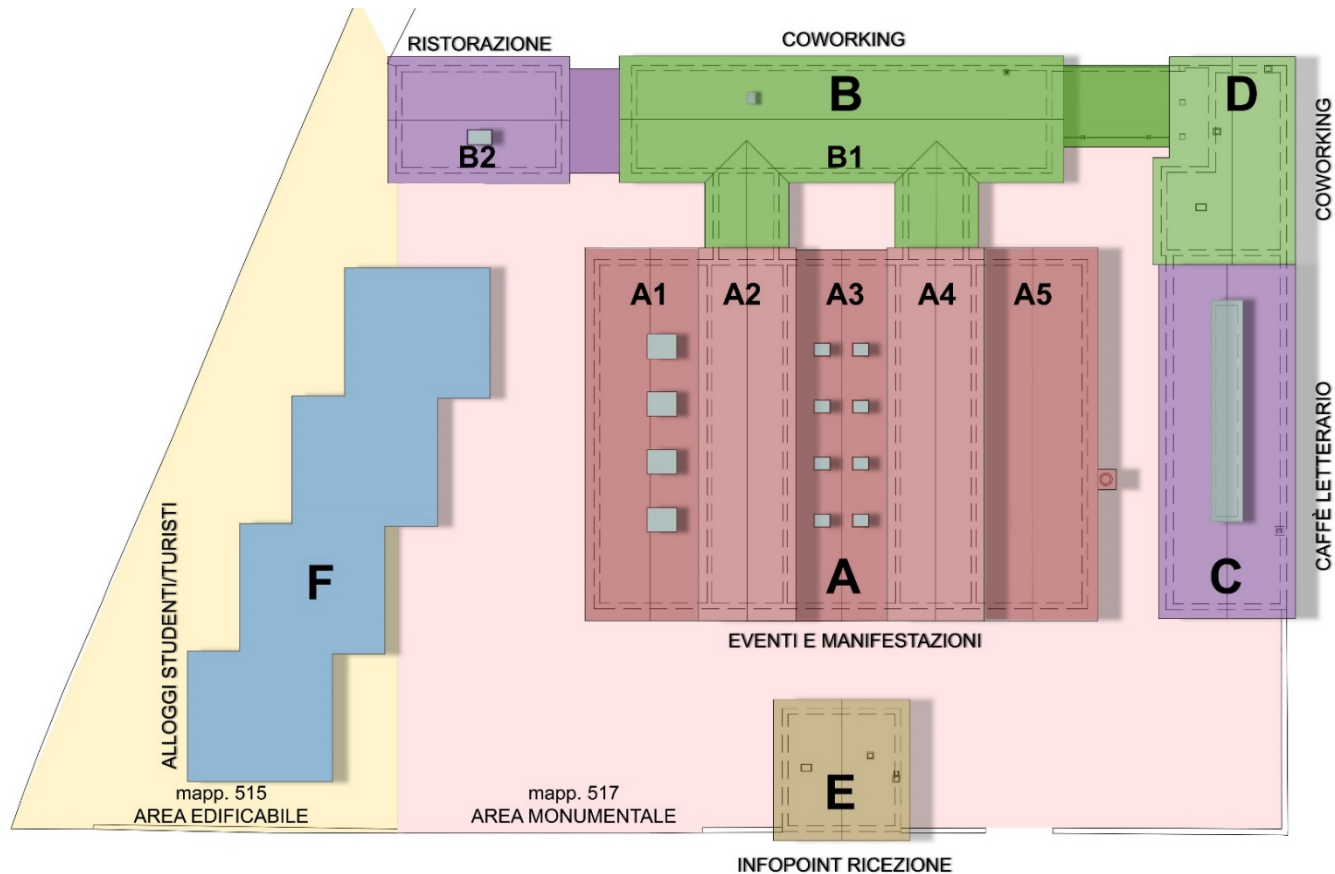 RISTORAZIONE
COWORKING
B
D
B2
B1
COWORKING
A1
A2
A3
A4
A5
ALLOGGI STUDENTI/TURISTI
F
A
C
CAFFÈ LETTERARIO
EVENTI E MANIFESTAZIONI
mapp. 515
AREA EDIFICABILE
mapp. 517
AREA MONUMENTALE
E
INFOPOINT RICEZIONE